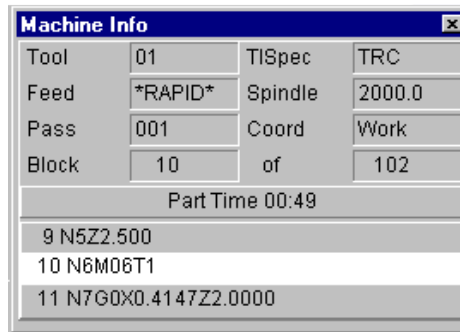 Machine Info
Tool 01 TlSpec TRC
Feed *RAPID* Spindle 2000.0
Pass 001 Coord Work
Block 10 of 102
Part Time 00:49
9 N5Z2.500
10 N6M06T1
11 N7G0X0.4147Z2.0000